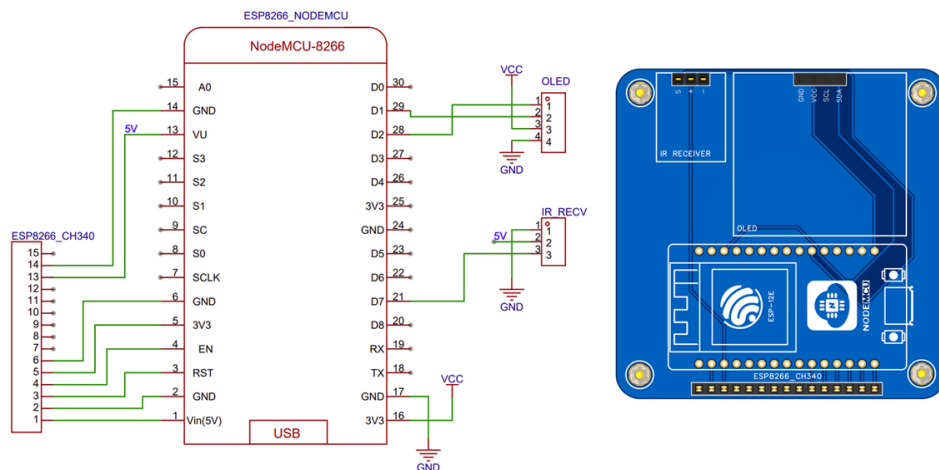 ESP8266_NODEMCU
NodeMCU-8266
15 A0 D0 30
14 GND D1 29
5V 13 VU D2 28
12 S3 D3 27
11 S2 D4 26
10 S1 3V3 25
9 SC GND 24
8 S0 D5 23
7 SCLK D6 22
6 GND D7 21
5 3V3 D8 20
4 EN RX 19
3 RST TX 18
2 GND GND 17
1 Vin(5V) 3V3 16
USB
ESP8266_CH340
15
14
13
12
11
10
9
8
7
6
5
4
3
2
1
VCC
OLED
1 1
2 2
3 3
4 4
GND
IR_RECV
5V
1 1
2 2
3 3
GND
VCC
GND
S + −
IR RECEIVER
GND
VCC
SCL
SDA
OLED
ESP-12E
NODEMCU
ESP8266_CH340